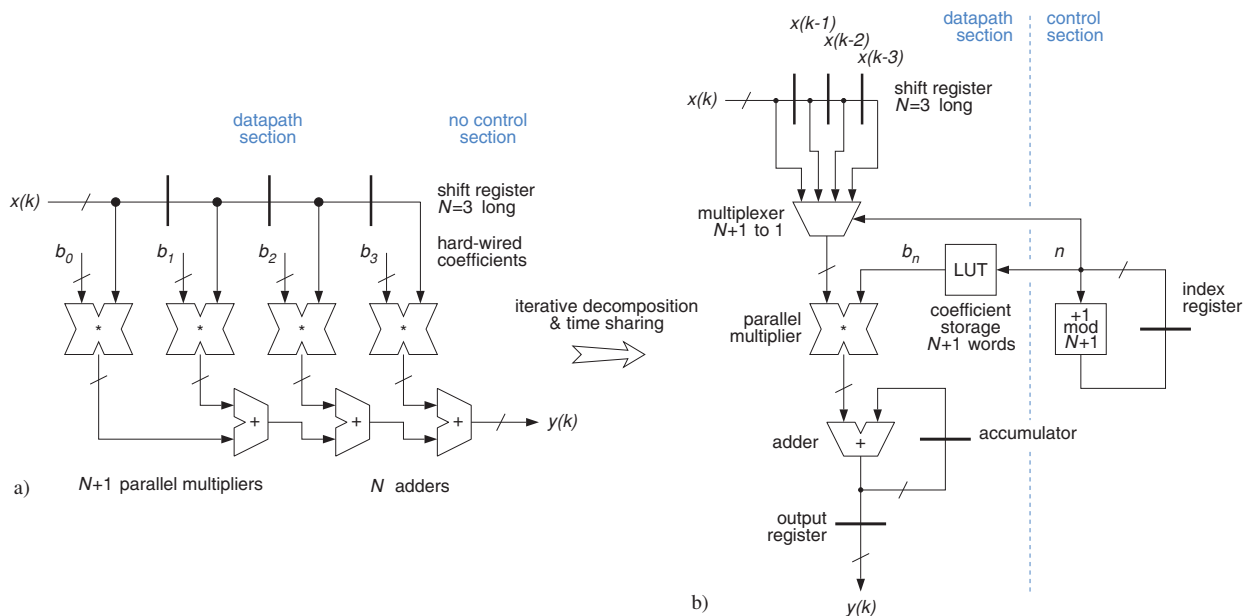 datapath
section
no control
section
x(k)
shift register
N=3 long
b0
b1
b2
b3
hard-wired
coefficients
*
*
*
*
+
+
+
y(k)
a)
N+1 parallel multipliers
N adders
iterative decomposition
& time sharing
x(k-1)
x(k-2)
x(k-3)
datapath
section
control
section
x(k)
shift register
N=3 long
multiplexer
N+1 to 1
bn
LUT
n
index
register
parallel
multiplier
*
coefficient
storage
N+1 words
+1
mod
N+1
adder
+
accumulator
output
register
b)
y(k)